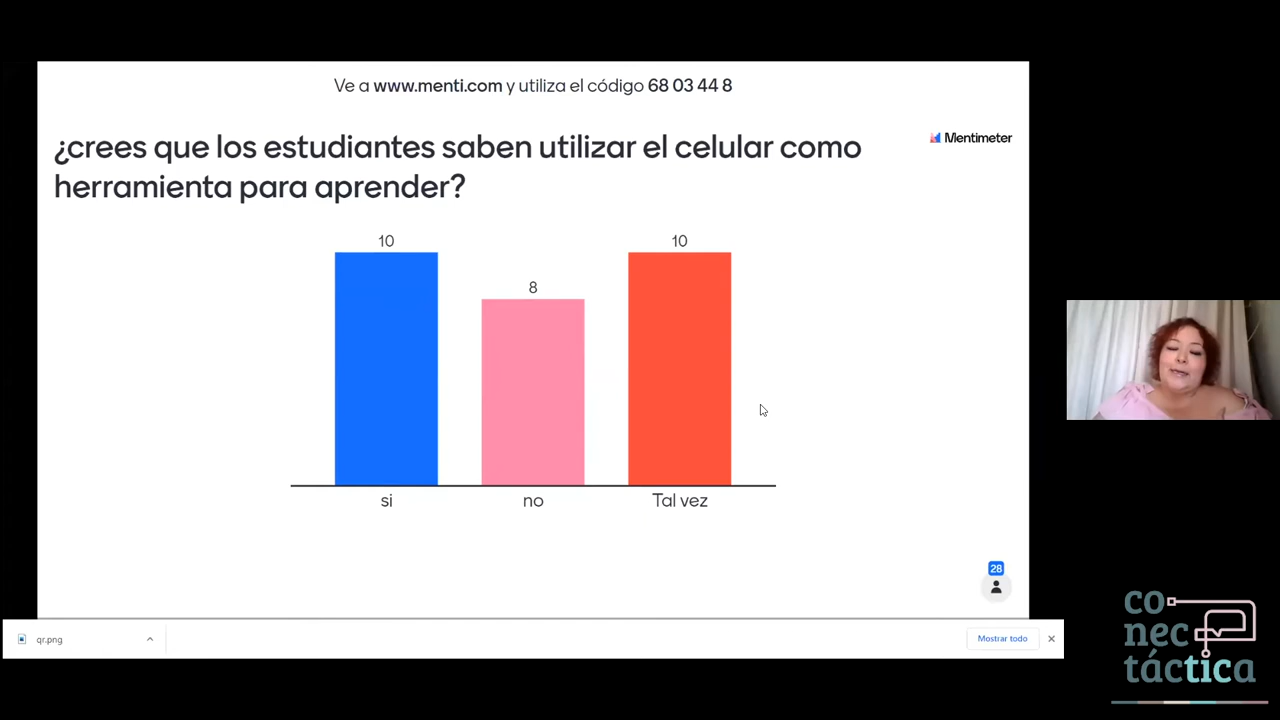 Ve a www.menti.com y utiliza el código 68 03 44 8
¿crees que los estudiantes saben utilizar el celular como
herramienta para aprender?
Mentimeter
10
8
10
si
no
Tal vez
28
qr.png
Mostrar todo
co
nec
táctica